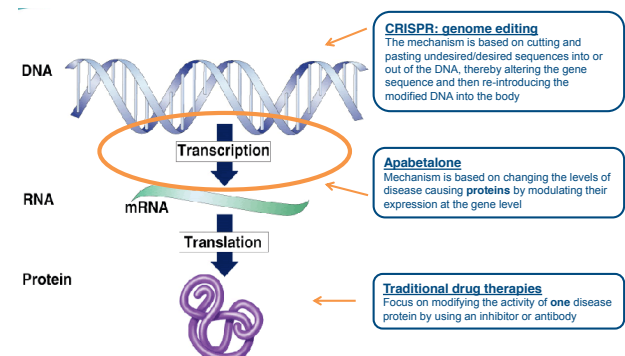 CRISPR: genome editing
The mechanism is based on cutting and
pasting undesired/desired sequences into or
out of the DNA, thereby altering the gene
sequence and then re-introducing the
modified DNA into the body
DNA
Transcription
Apabetalone
Mechanism is based on changing the levels of
disease causing proteins by modulating their
expression at the gene level
RNA
mRNA
Translation
Protein
Traditional drug therapies
Focus on modifying the activity of one disease
protein by using an inhibitor or antibody